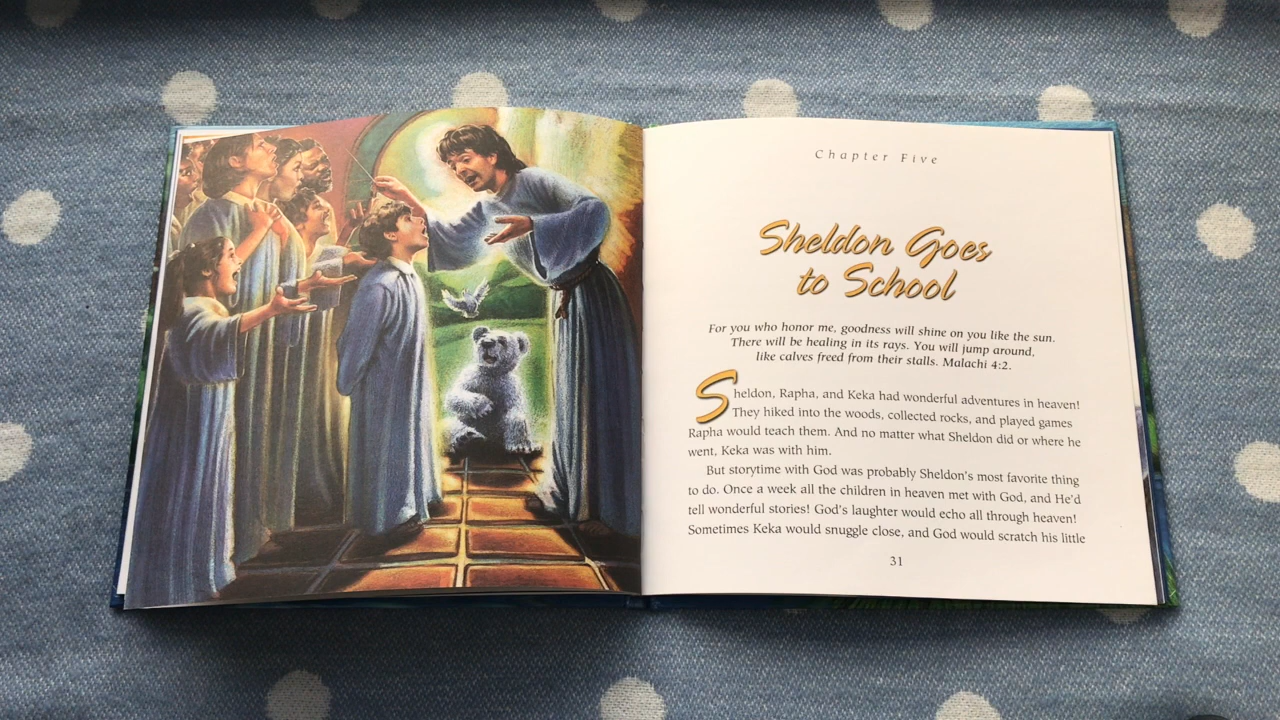 Chapter Five
Sheldon Goes
to School
For you who honor me, goodness will shine on you like the sun.
There will be healing in its rays. You will jump around,
like calves freed from their stalls. Malachi 4:2.
Sheldon, Rapha, and Keka had wonderful adventures in heaven!
They hiked into the woods, collected rocks, and played games
Rapha would teach them. And no matter what Sheldon did or where he
went, Keka was with him.
But storytime with God was probably Sheldon's most favorite thing
to do. Once a week all the children in heaven met with God, and He'd
tell wonderful stories! God's laughter would echo all through heaven!
Sometimes Keka would snuggle close, and God would scratch his little
31